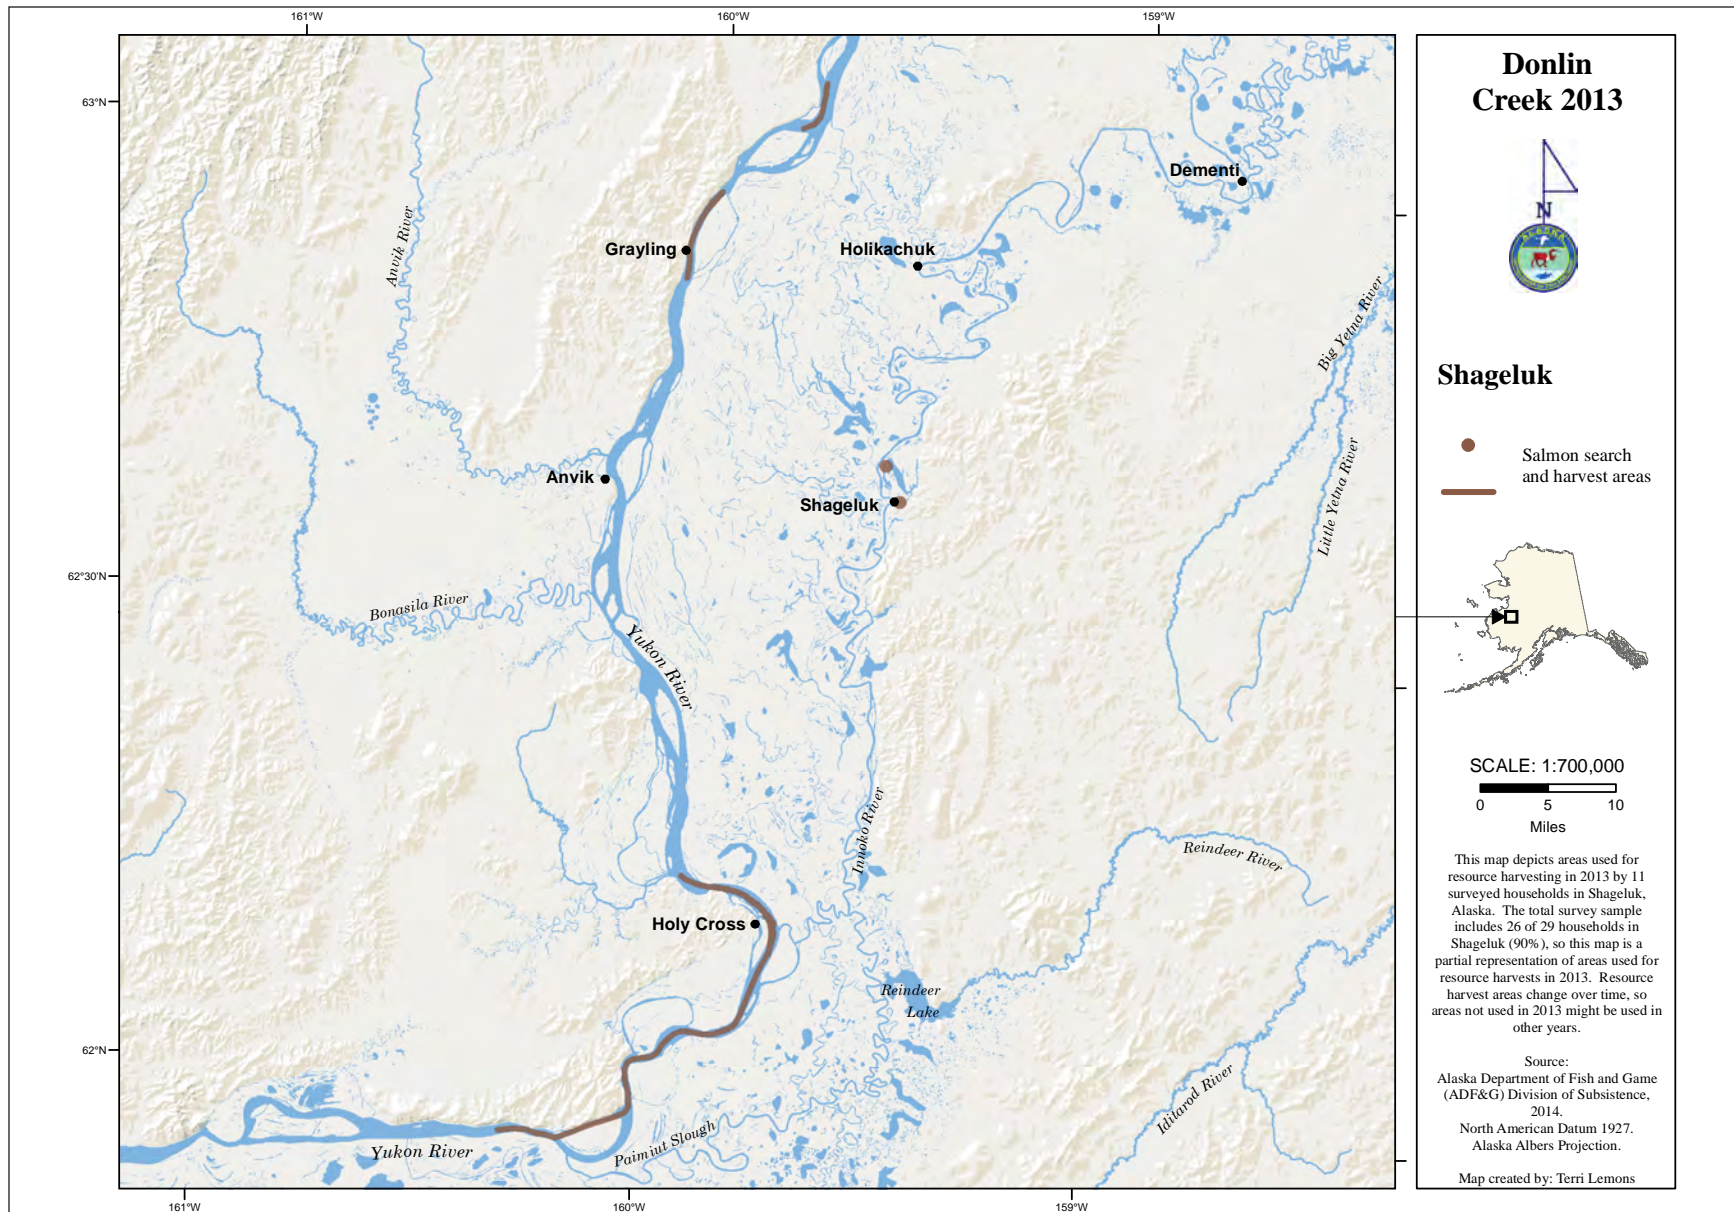 161°W
160°W
159°W
63°N
62°30'N
62°N
161°W
160°W
159°W
Dementi
Grayling
Holikachuk
Anvik River
Big Yetna River
Anvik
Shageluk
Little Yetna River
Bonasila River
Yukon River
Innoko River
Reindeer River
Holy Cross
Reindeer
Lake
Iditarod River
Paimiut Slough
Yukon River
Donlin
Creek 2013
N
ALASKA
Shageluk
Salmon search
and harvest areas
SCALE: 1:700,000
0 5 10
Miles
This map depicts areas used for
resource harvesting in 2013 by 11
surveyed households in Shageluk,
Alaska. The total survey sample
includes 26 of 29 households in
Shageluk (90%), so this map is a
partial representation of areas used for
resource harvests in 2013. Resource
harvest areas change over time, so
areas not used in 2013 might be used in
other years.
Source:
Alaska Department of Fish and Game
(ADF&G) Division of Subsistence,
2014.
North American Datum 1927.
Alaska Albers Projection.
Map created by: Terri Lemons